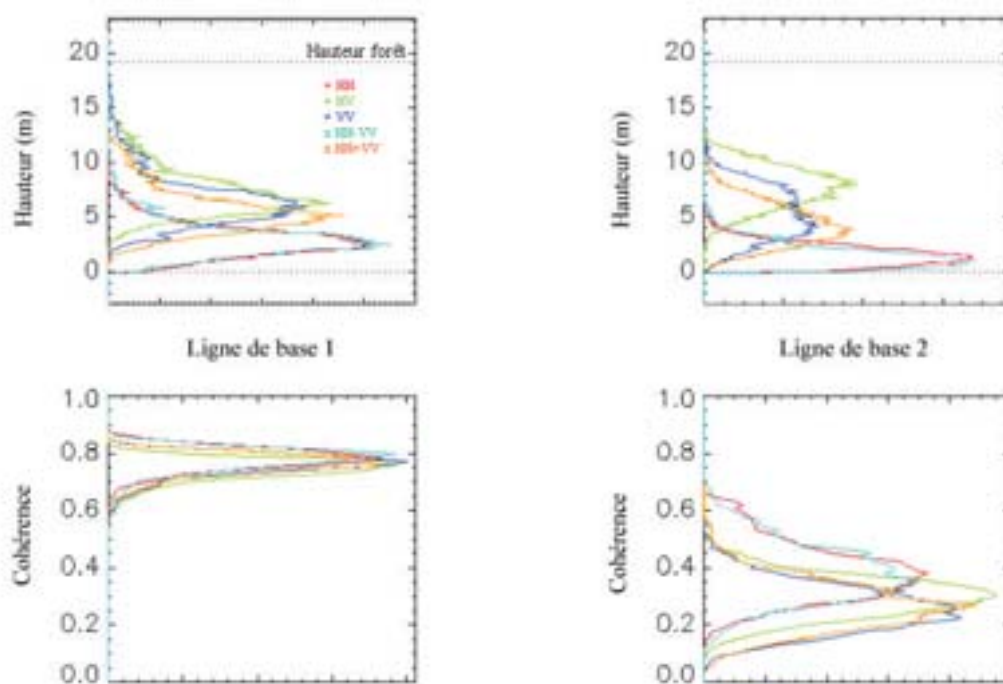 20
15
10
5
0
Hauteur (m)
Hauteur forêt
HH
HV
VV
HH-VV
HH+VV
Ligne de base 1
20
15
10
5
0
Hauteur (m)
Ligne de base 2
1.0
0.8
0.6
0.4
0.2
0.0
Cohérence
1.0
0.8
0.6
0.4
0.2
0.0
Cohérence